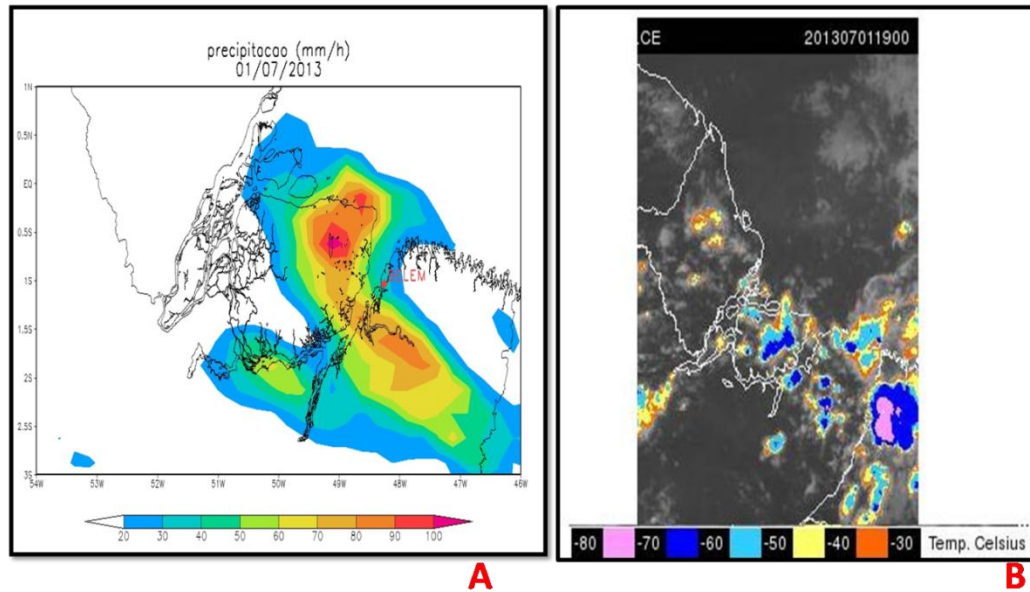 precipitacao (mm/h)
01/07/2013
1N
0.5N
EQ
0.5S
1S
1.5S
2S
2.5S
3S
54W 53W 52W 51W 50W 49W 48W 47W 46W
BELEM
20 30 40 50 60 70 80 90 100
A
.CE 201307011900
-80 -70 -60 -50 -40 -30 Temp. Celsius
B